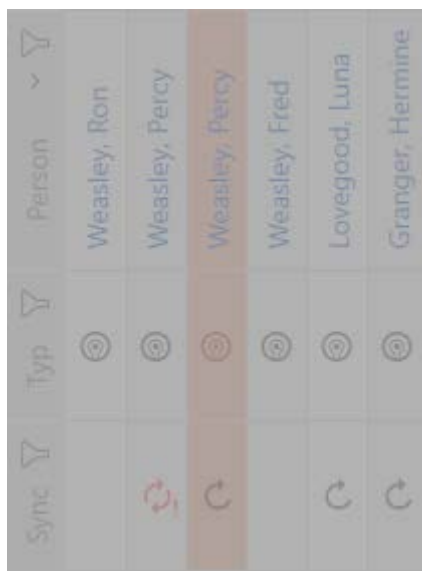 Sync Typ Person
Weasley, Ron
Weasley, Percy
Weasley, Percy
Weasley, Fred
Lovegood, Luna
Granger, Hermine